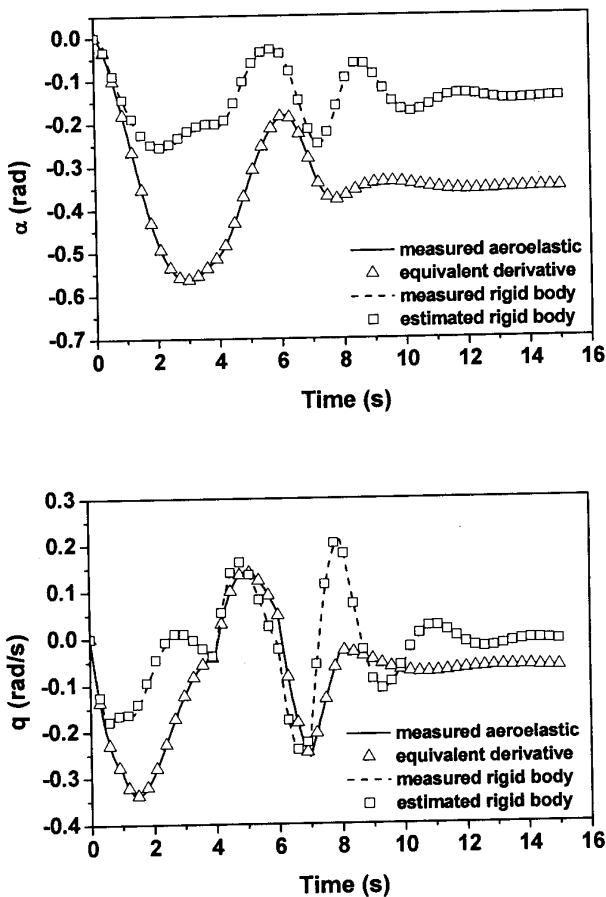 0.0
-0.1
-0.2
-0.3
-0.4
-0.5
-0.6
-0.7
α (rad)
measured aeroelastic
equivalent derivative
measured rigid body
estimated rigid body
0 2 4 6 8 10 12 14 16
Time (s)
0.3
0.2
0.1
0.0
-0.1
-0.2
-0.3
-0.4
q (rad/s)
measured aeroelastic
equivalent derivative
measured rigid body
estimated rigid body
0 2 4 6 8 10 12 14 16
Time (s)